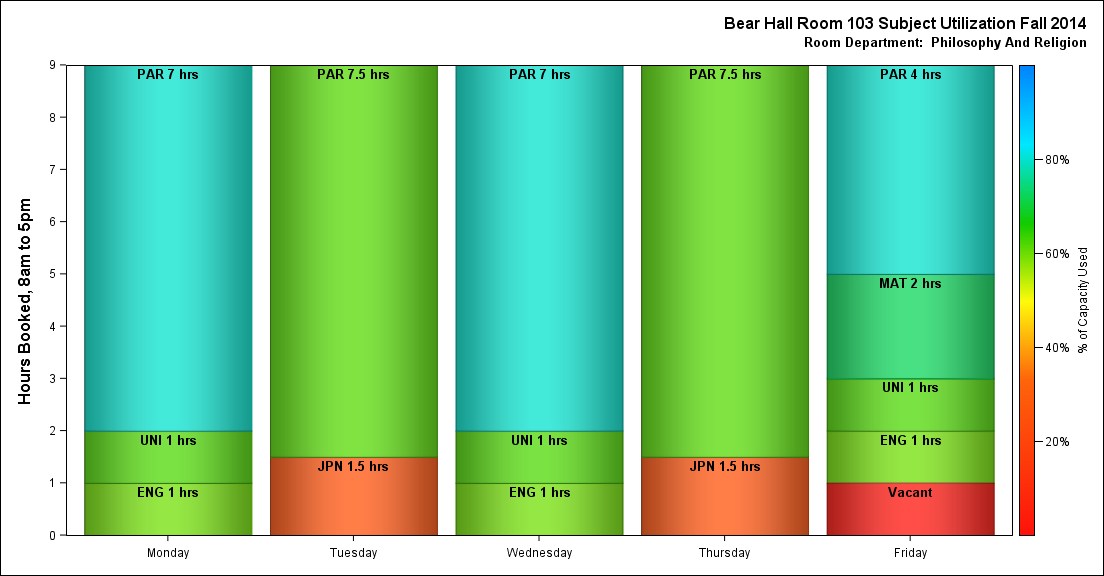 Bear Hall Room 103 Subject Utilization Fall 2014
Room Department:  Philosophy And Religion
Hours Booked, 8am to 5pm
9
8
7
6
5
4
3
2
1
0
PAR 7 hrs
UNI 1 hrs
ENG 1 hrs
PAR 7.5 hrs
JPN 1.5 hrs
PAR 7 hrs
UNI 1 hrs
ENG 1 hrs
PAR 7.5 hrs
JPN 1.5 hrs
PAR 4 hrs
MAT 2 hrs
UNI 1 hrs
ENG 1 hrs
Vacant
Monday
Tuesday
Wednesday
Thursday
Friday
80%
60%
40%
20%
% of Capacity Used